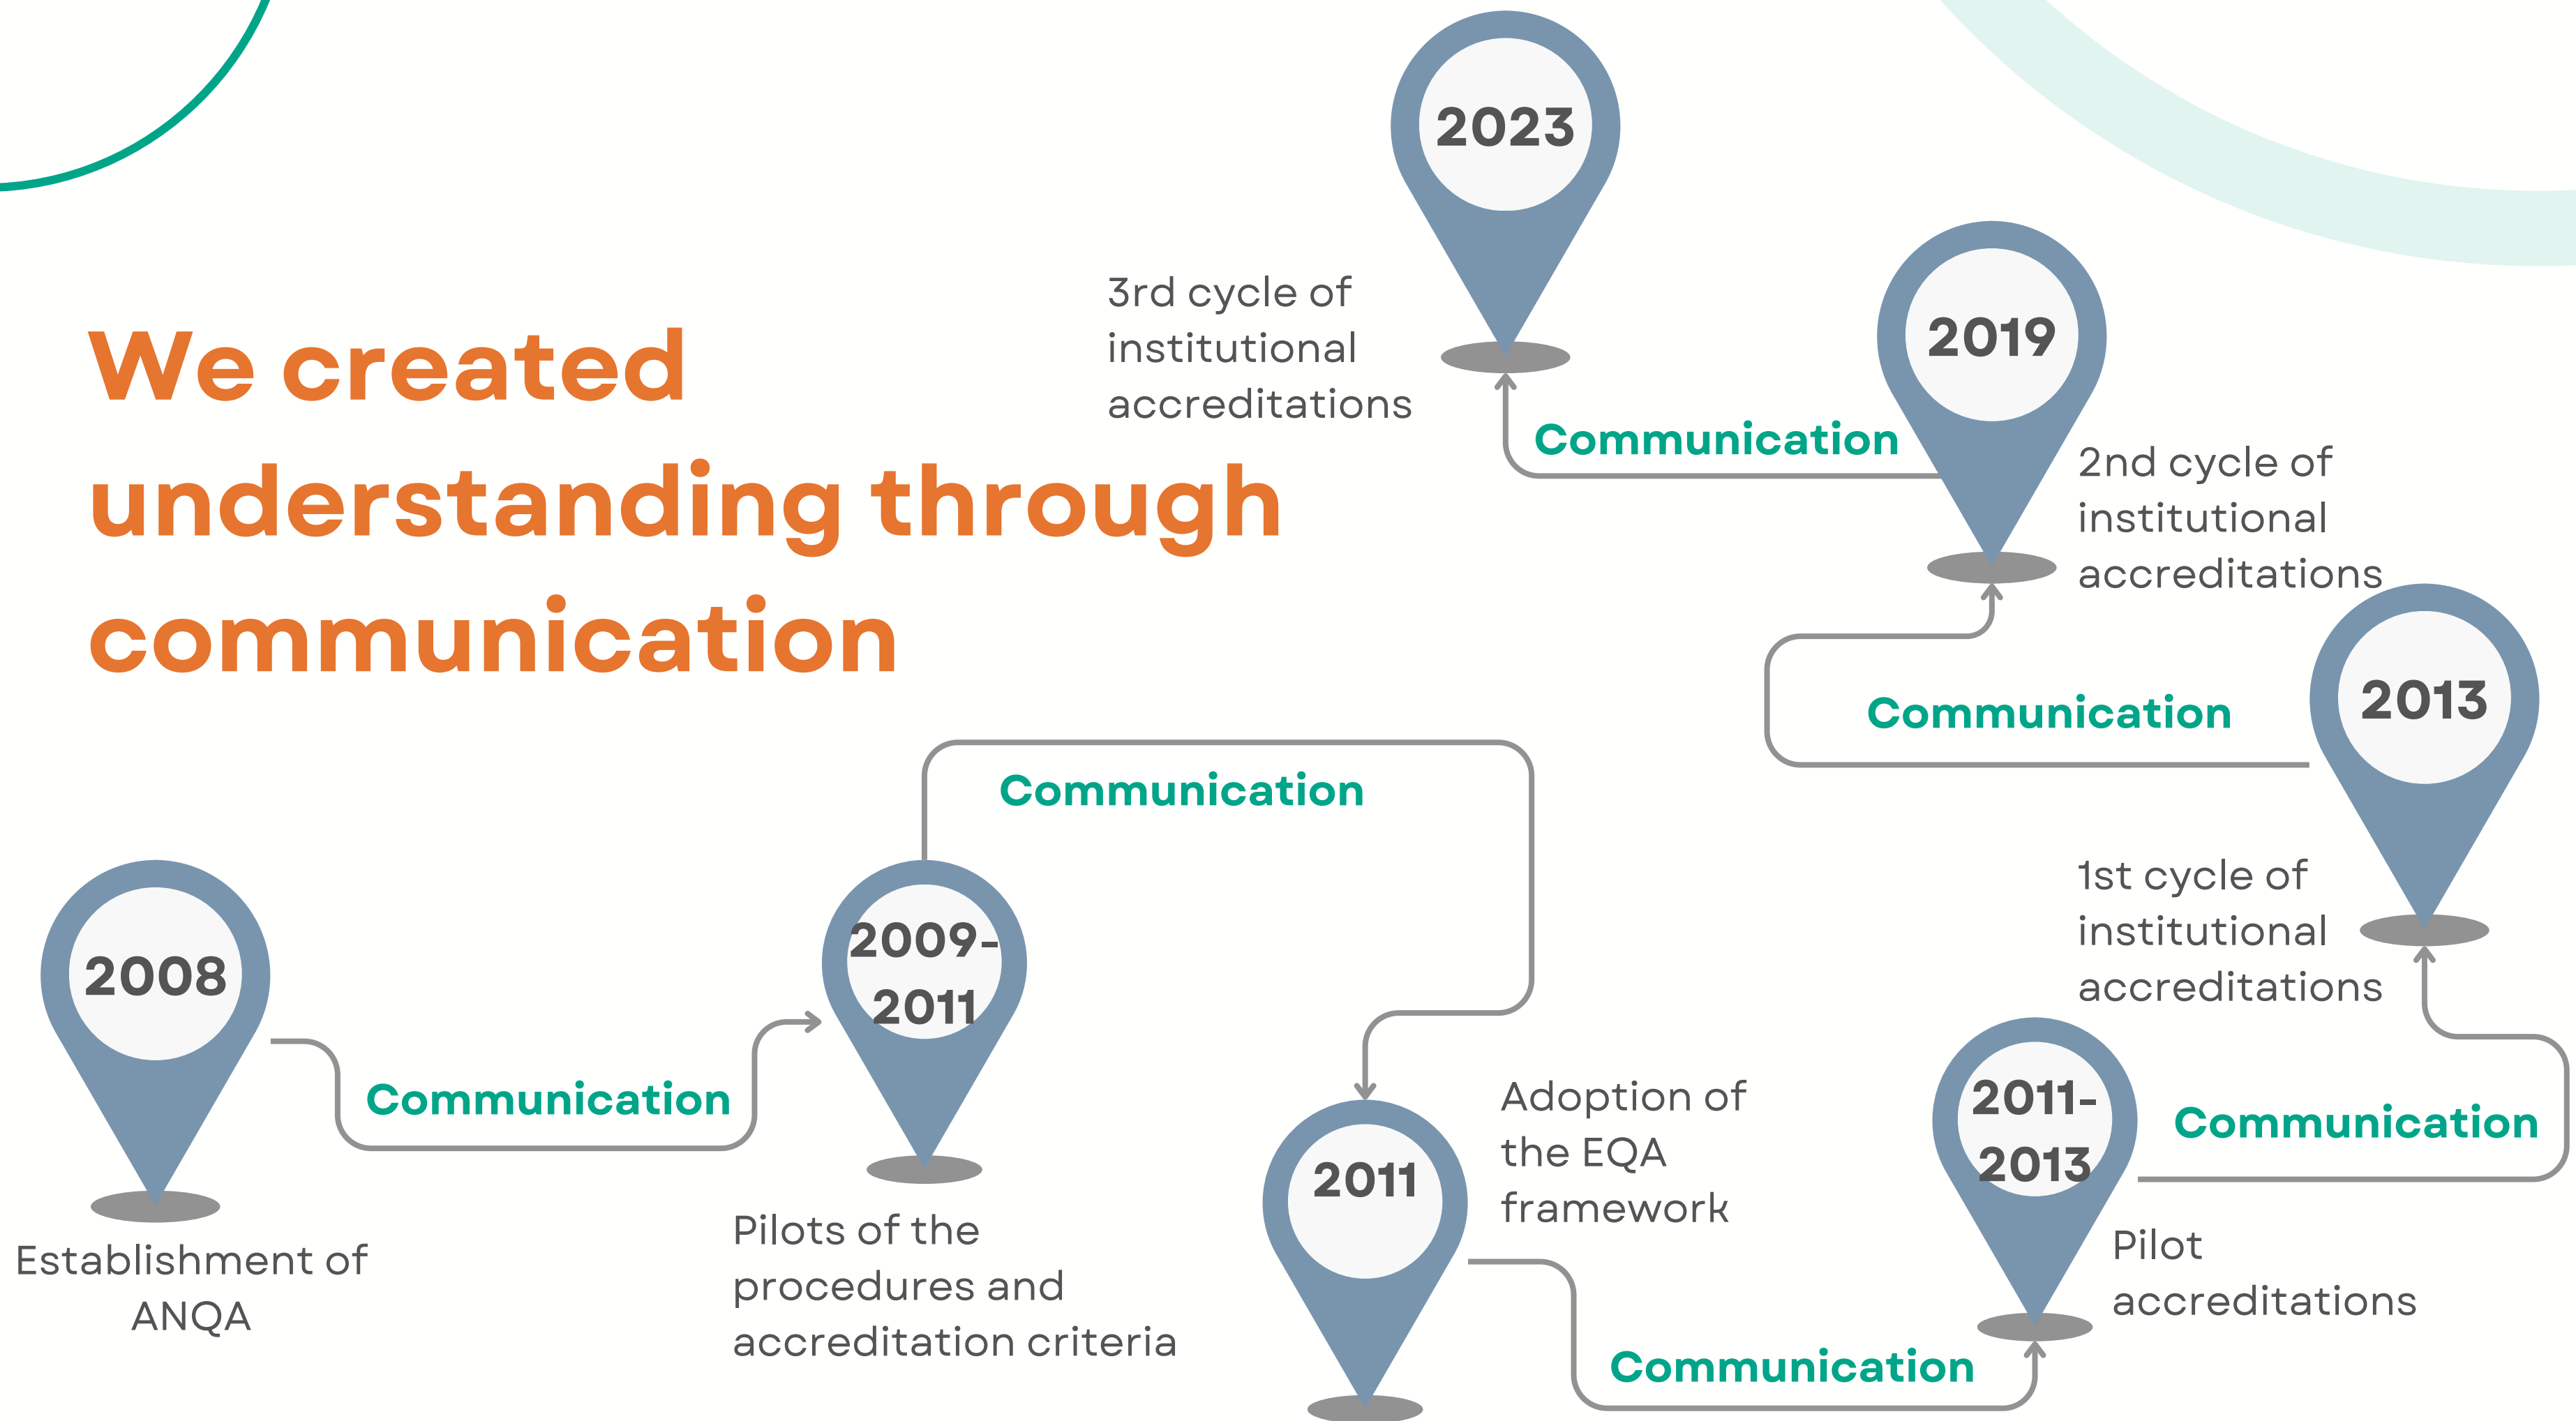 We created
understanding through
communication
2008
Establishment of
ANQA
Communication
2009-
2011
Pilots of the
procedures and
accreditation criteria
Communication
2011
Adoption of
the EQA
framework
Communication
2011-
2013
Pilot
accreditations
Communication
2013
1st cycle of
institutional
accreditations
Communication
2019
2nd cycle of
institutional
accreditations
Communication
2023
3rd cycle of
institutional
accreditations